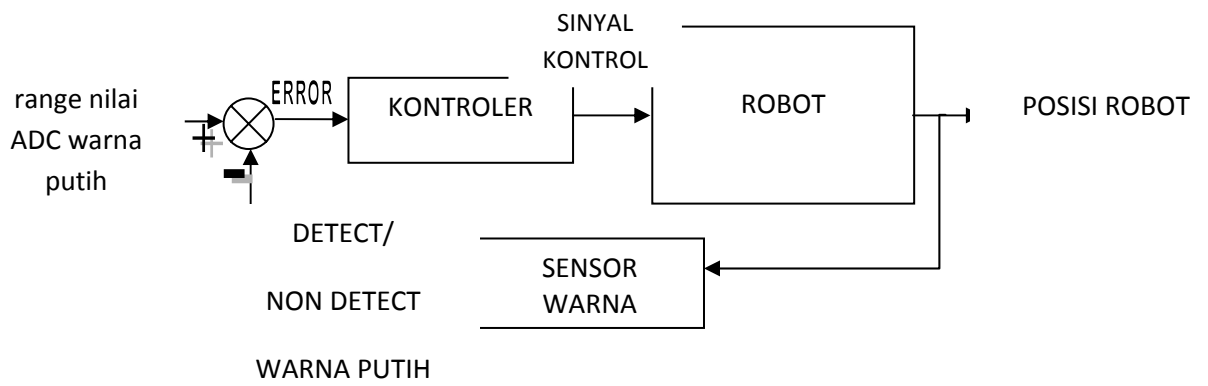 range nilai
ADC warna
putih
+
-
ERROR
KONTROLER
SINYAL
KONTROL
ROBOT
POSISI ROBOT
DETECT/
NON DETECT
WARNA PUTIH
SENSOR
WARNA